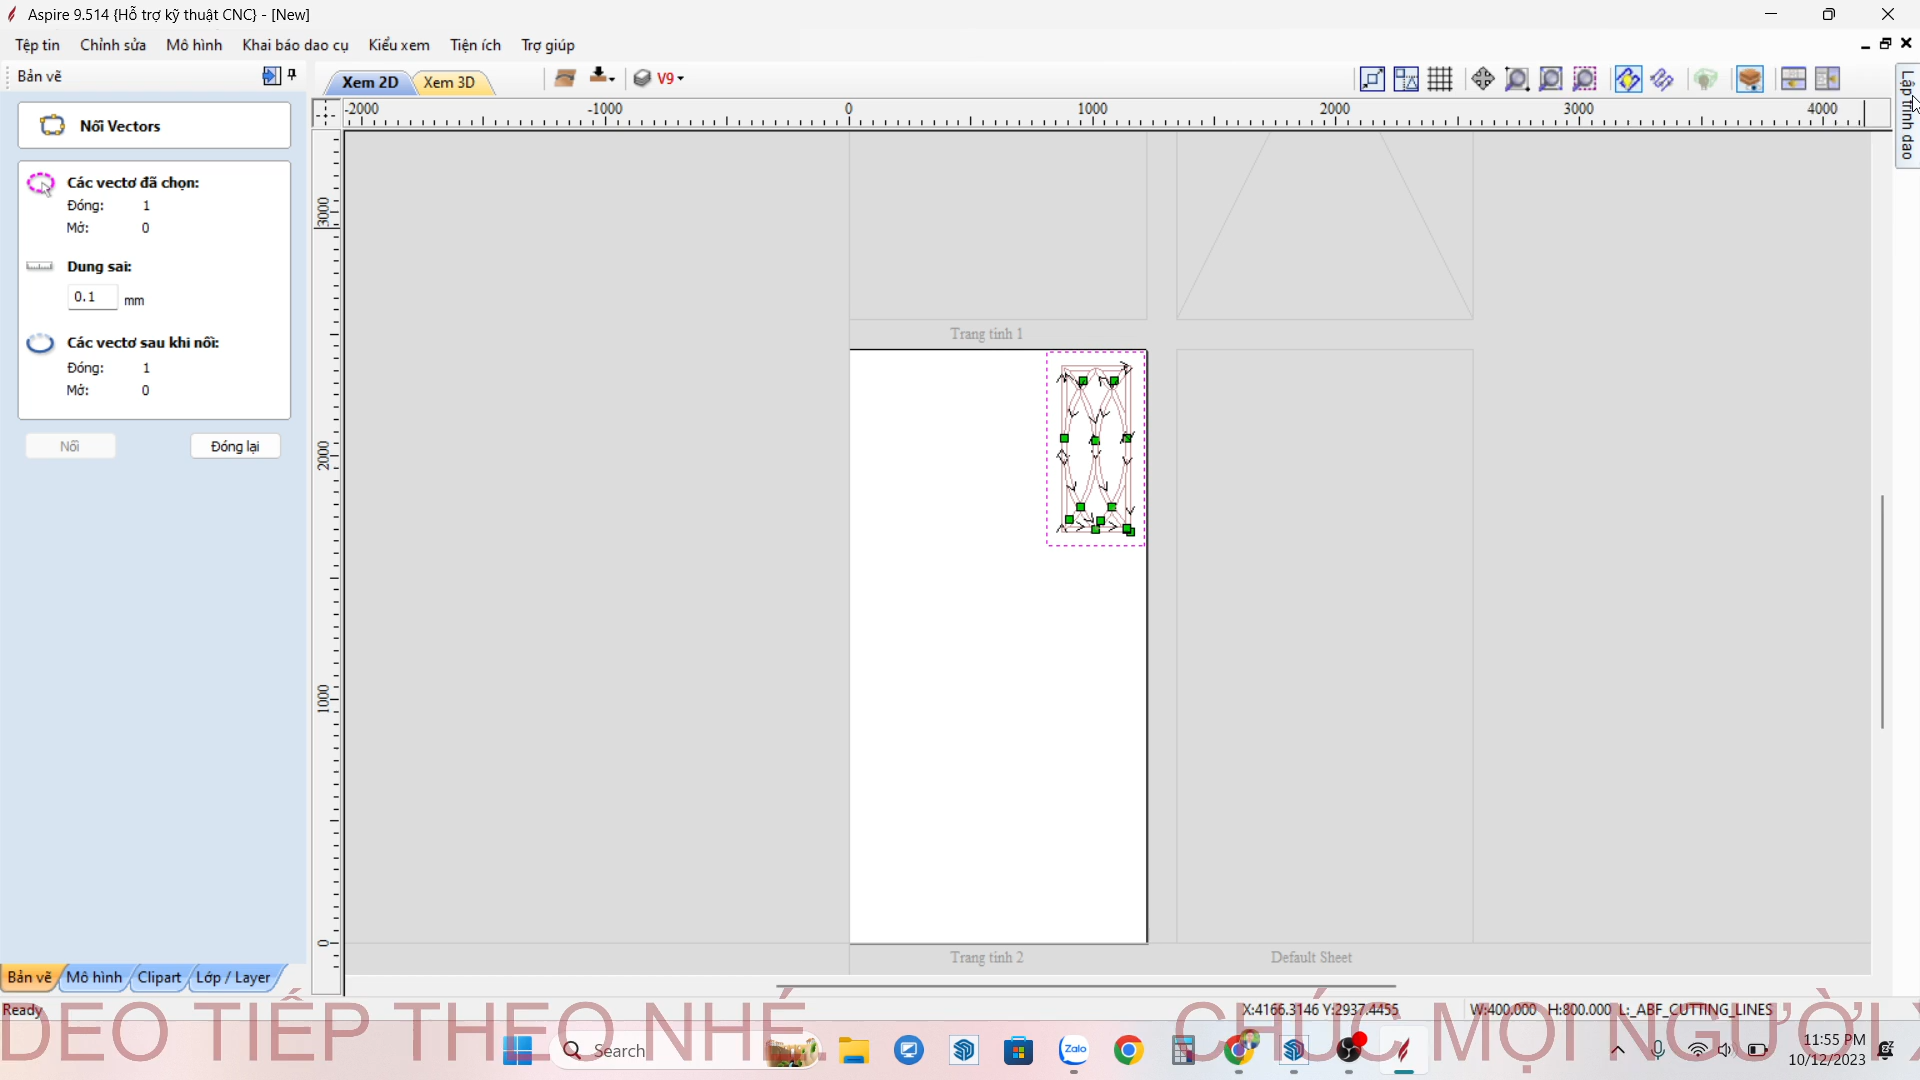 Aspire 9.514 {Hỗ trợ kỹ thuật CNC} - [New]
Tệp tin Chỉnh sửa Mô hình Khai báo dao cụ Kiểu xem Tiện ích Trợ giúp
Bản vẽ
Xem 2D Xem 3D V9
Lập trình dao
-2000 -1000 0 1000 2000 3000 4000
Nối Vectors
Các vectơ đã chọn:
Đóng: 1
Mở: 0
3000
Dung sai:
0.1 mm
Các vectơ sau khi nối:
Đóng: 1
Mở: 0
Trang tính 1
Nối Đóng lại
2000
1000
0
Trang tính 2 Default Sheet
Bản vẽ Mô hình Clipart Lớp / Layer
Ready X:4166.3146 Y:2937.4455 W:400.000 H:800.000 L:_ABF_CUTTING_LINES
DEO TIẾP THEO NHÉ. CHÚC MỌI NGƯỜI
Search
Zalo
11:55 PM
10/12/2023